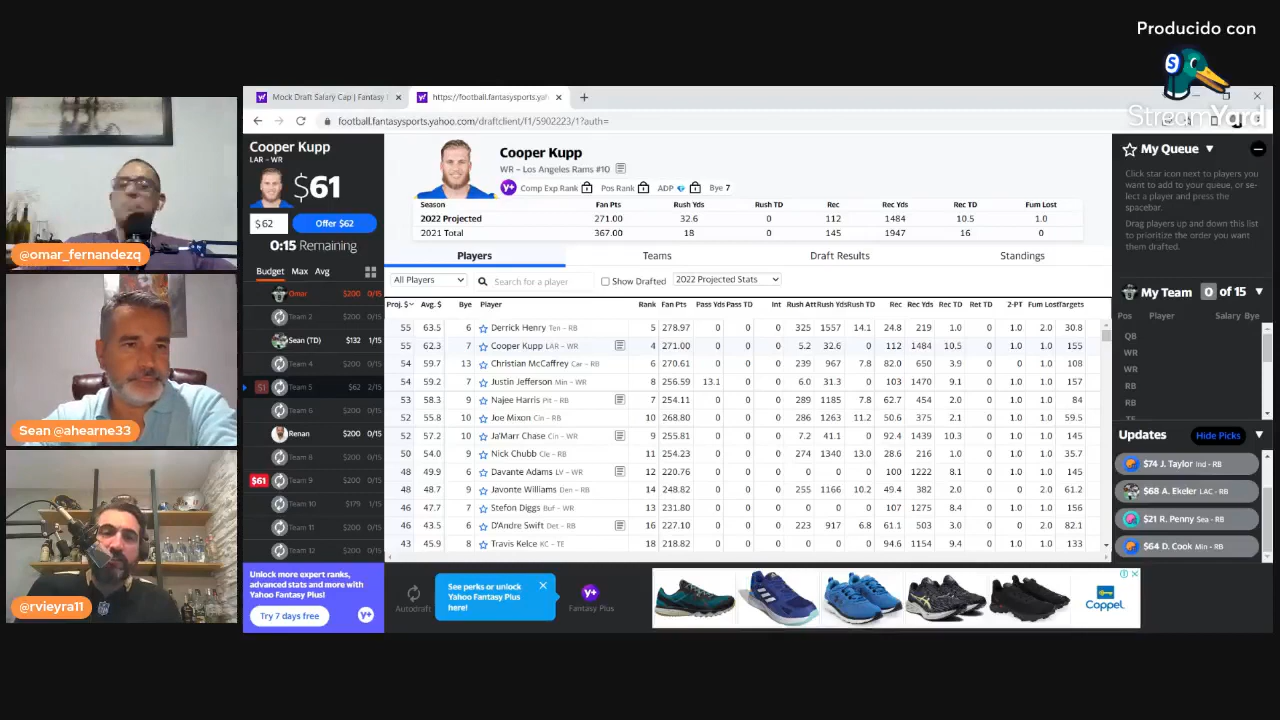 Producido con
StreamYard
Mock Draft Salary Cap | Fantasy
https://football.fantasysports.yah
football.fantasysports.yahoo.com/draftclient/f1/5902223/1?auth=
Cooper Kupp
LAR - WR
$61
$ 62
Offer $62
0:15 Remaining
Budget Max Avg
Omar $200 0/15
Team 2 $200 0/15
Sean (TD) $132 1/15
Team 4 $200 0/15
$1 Team 5 $62 2/15
Team 6 $200 0/15
Renan $200 0/15
Team 8 $200 0/15
$61 Team 9 $200 0/15
Team 10 $179 1/15
Team 11 $200 0/15
Team 12 $200 0/15
Unlock more expert ranks,
advanced stats and more with
Yahoo Fantasy Plus!
Try 7 days free
y+
Cooper Kupp
WR - Los Angeles Rams #10
y+ Comp Exp Rank Pos Rank ADP Bye 7
Season Fan Pts Rush Yds Rush TD Rec Rec Yds Rec TD Fum Lost
2022 Projected 271.00 32.6 0 112 1484 10.5 1.0
2021 Total 367.00 18 0 145 1947 16 0
Players Teams Draft Results Standings
All Players Search for a player Show Drafted 2022 Projected Stats
Proj. $ Avg. $ Bye Player Rank Fan Pts Pass Yds Pass TD Int Rush Att Rush Yds Rush TD Rec Rec Yds Rec TD Ret TD 2-PT Fum Lost Targets
55 63.5 6 Derrick Henry Ten - RB 5 278.97 0 0 0 325 1557 14.1 24.8 219 1.0 0 1.0 2.0 30.8
55 62.3 7 Cooper Kupp LAR - WR 4 271.00 0 0 0 5.2 32.6 0 112 1484 10.5 0 1.0 1.0 155
54 59.7 13 Christian McCaffrey Car - RB 6 270.61 0 0 0 239 967 7.8 82.0 650 3.9 0 1.0 1.0 108
54 59.2 7 Justin Jefferson Min - WR 8 256.59 13.1 0 0 6.0 31.3 0 103 1470 9.1 0 1.0 1.0 157
53 58.3 9 Najee Harris Pit - RB 7 254.11 0 0 0 289 1185 7.8 62.7 454 2.0 0 1.0 1.0 84
52 55.8 10 Joe Mixon Cin - RB 10 268.80 0 0 0 286 1263 11.2 50.6 375 2.1 0 1.0 1.0 59.5
52 57.2 10 Ja'Marr Chase Cin - WR 9 255.81 0 0 0 7.2 41.1 0 92.4 1439 10.3 0 1.0 1.0 145
50 54.0 9 Nick Chubb Cle - RB 11 254.23 0 0 0 274 1340 13.0 28.6 216 1.0 0 1.0 1.0 35.7
48 49.9 6 Davante Adams LV - WR 12 220.76 0 0 0 0 0 0 100 1222 10.0 0 1.0 1.0 145
48 48.7 9 Javonte Williams Den - RB 14 248.82 0 0 0 255 1166 10.2 49.4 382 2.0 0 1.0 2.0 61.2
46 47.7 7 Stefon Diggs Buf - WR 13 231.80 0 0 0 0 0 0 107 1275 8.4 0 1.0 1.0 156
46 43.5 6 D'Andre Swift Det - RB 16 227.10 0 0 0 223 917 6.8 61.1 503 3.0 0 1.0 2.0 82.1
43 45.9 8 Travis Kelce KC - TE 18 218.82 0 0 0 0 0 0 94.6 1154 9.4 0 1.0 1.0 133
Autodraft
See perks or unlock
Yahoo Fantasy Plus
here!
y+
Fantasy Plus
Coppel
My Queue
Click star icon next to players
you want to add to your queue, or se-
lect a player and press the
spacebar.
Drag players up and down this list
to prioritize the order you want
them drafted.
My Team 0 of 15
Pos Player Salary Bye
QB
WR
WR
RB
RB
TE
Updates Hide Picks
$74 J. Taylor Ind - RB
$68 A. Ekeler LAC - RB
$21 R. Penny Sea - RB
$64 D. Cook Min - RB
@omar_fernandezq
Sean @ahearne33
@rvieyra11